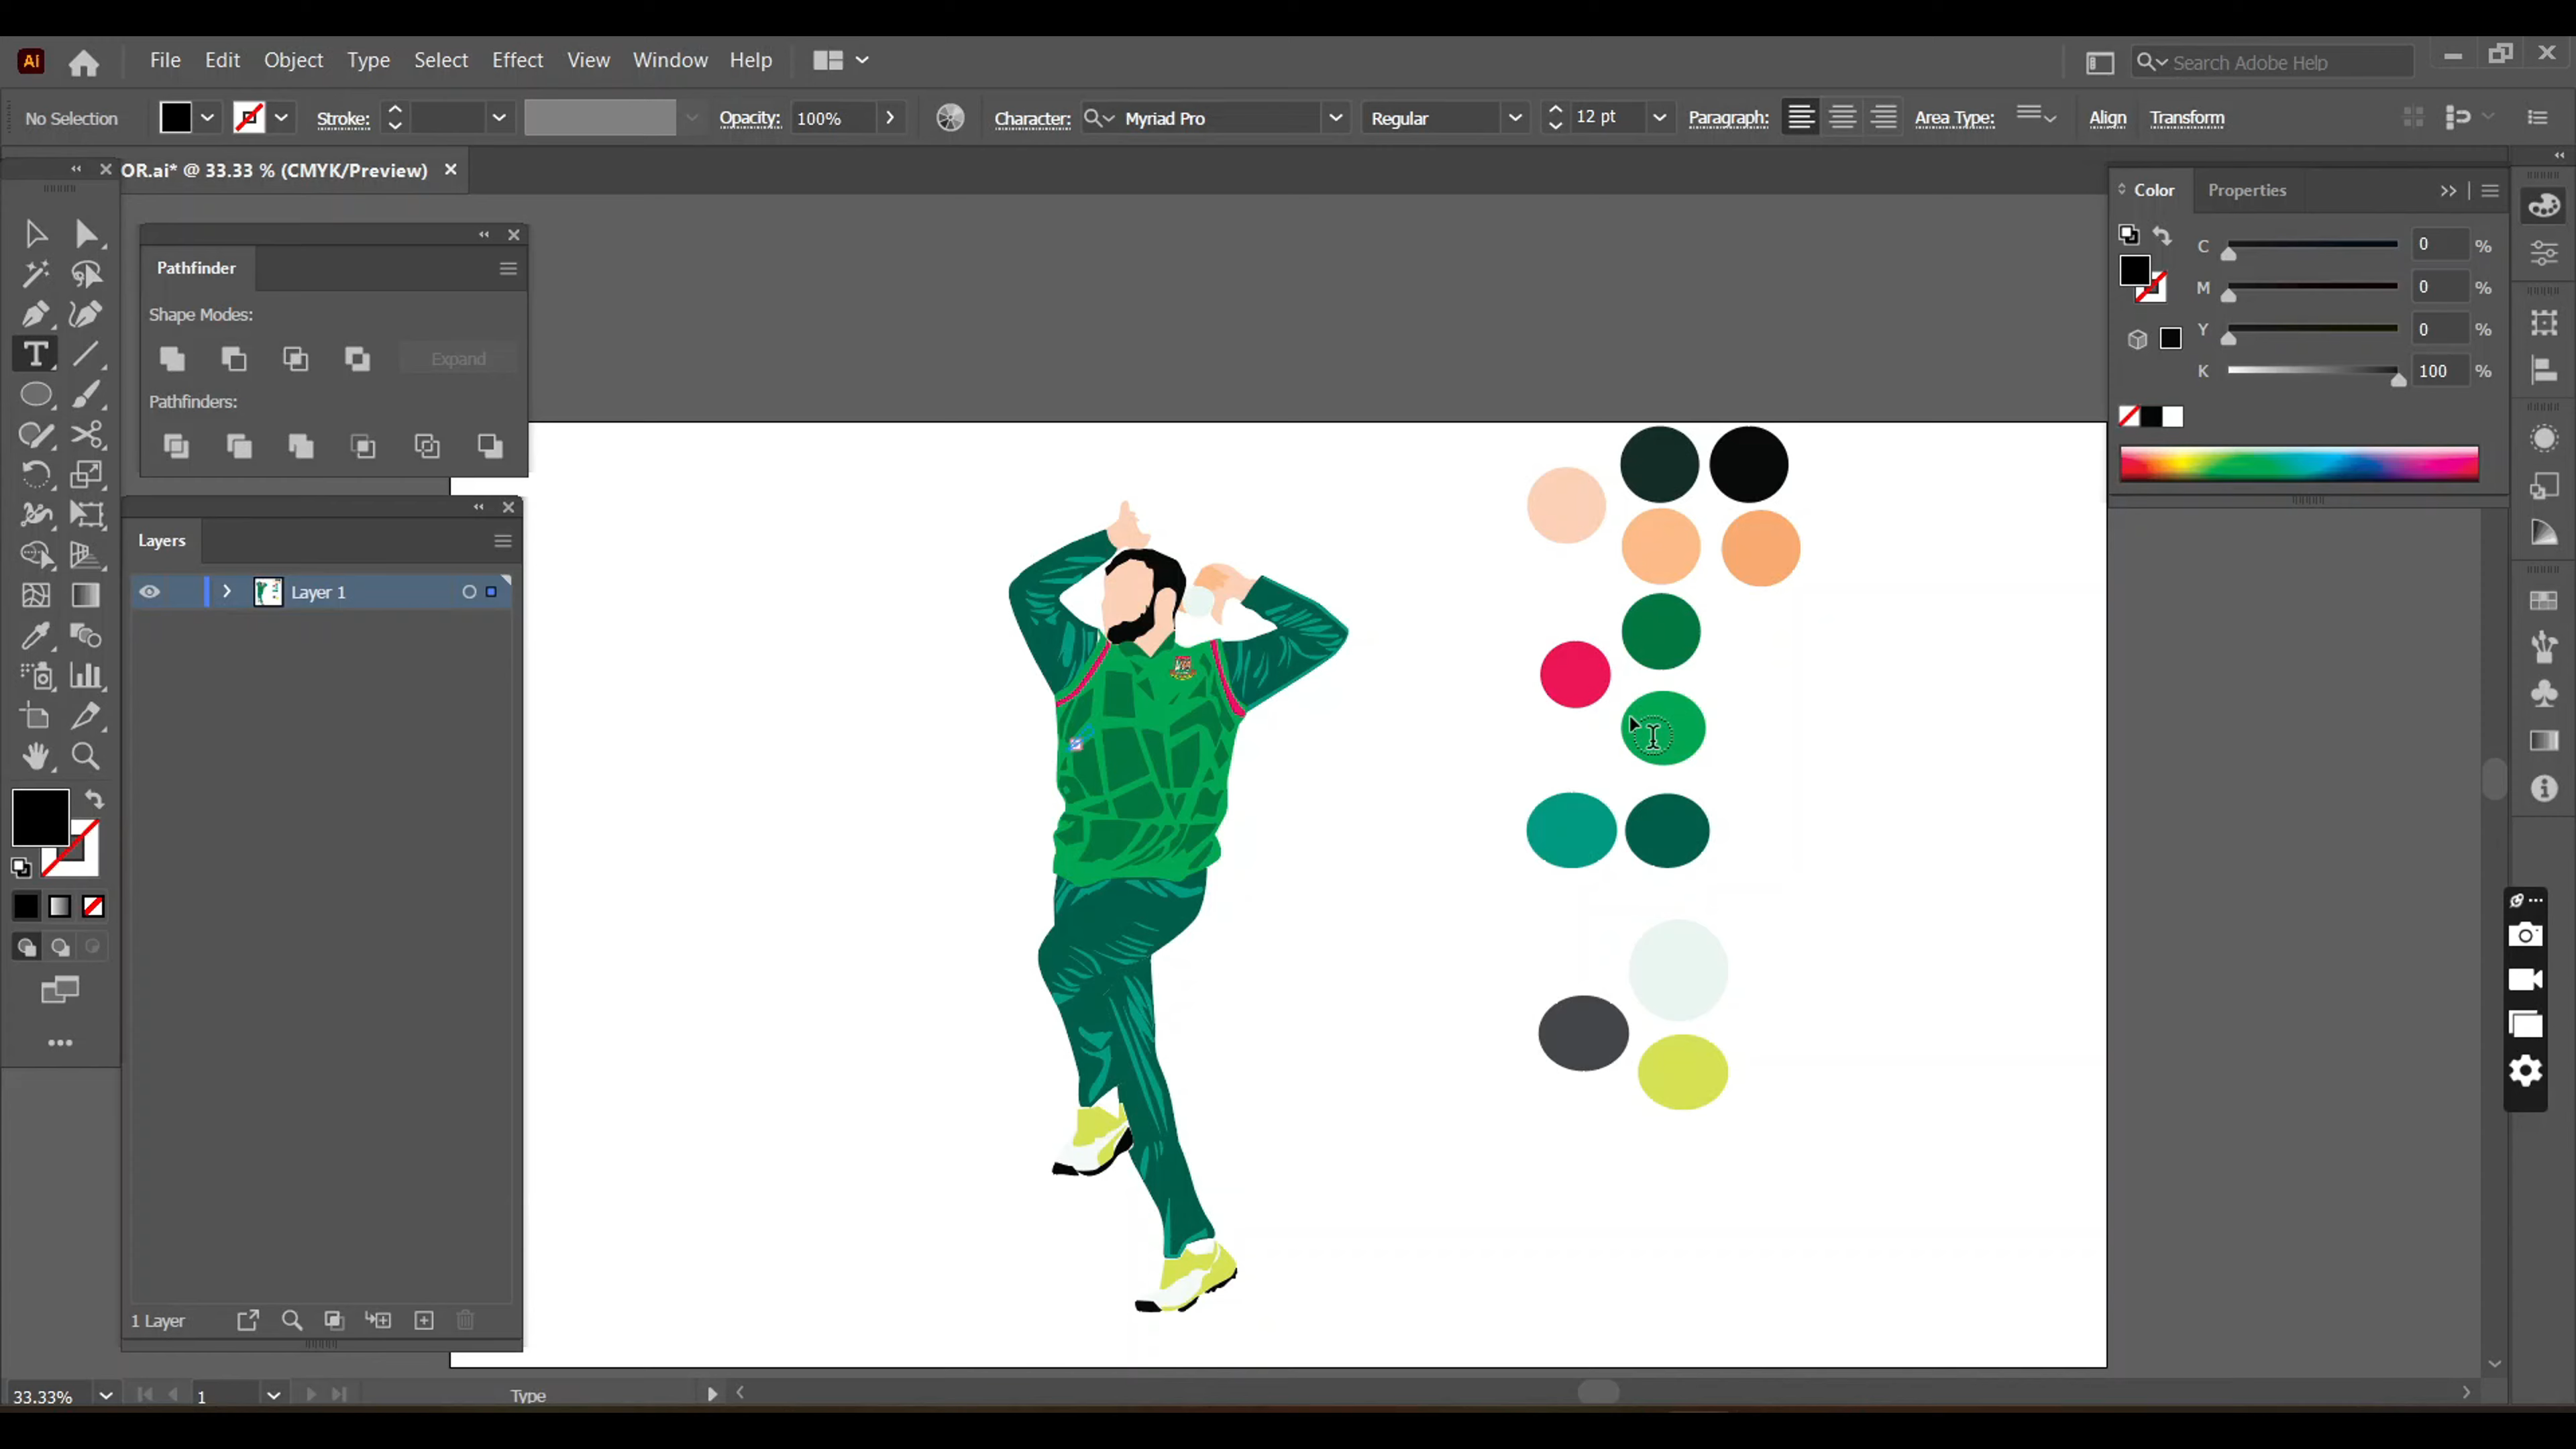 Ai File Edit Object Type Select Effect View Window Help Search Adobe Help
No Selection Stroke: Opacity: 100% Character: Myriad Pro Regular 12 pt Paragraph: Area Type: Align Transform
OR.ai* @ 33.33 % (CMYK/Preview)
Color Properties
C 0 %
M 0 %
Y 0 %
K 100 %
Pathfinder
Shape Modes:
Expand
Pathfinders:
Layers
Layer 1
1 Layer
33.33% 1 Type